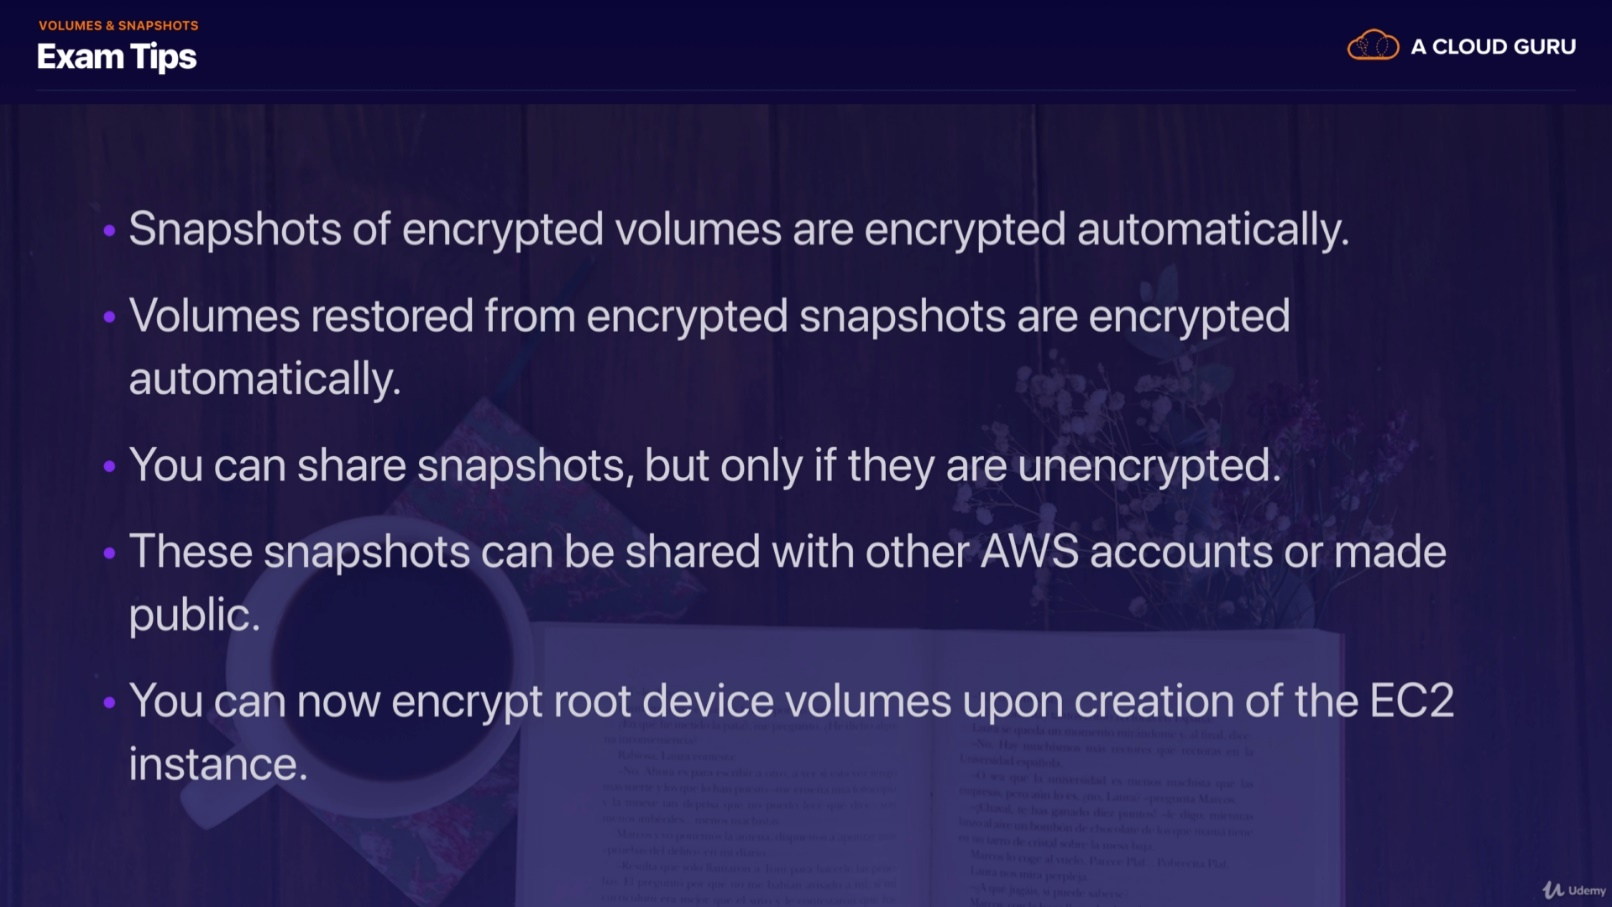 VOLUMES & SNAPSHOTS
Exam Tips
A CLOUD GURU
• Snapshots of encrypted volumes are encrypted automatically.
• Volumes restored from encrypted snapshots are encrypted
automatically.
• You can share snapshots, but only if they are unencrypted.
• These snapshots can be shared with other AWS accounts or made
public.
• You can now encrypt root device volumes upon creation of the EC2
instance.
Udemy